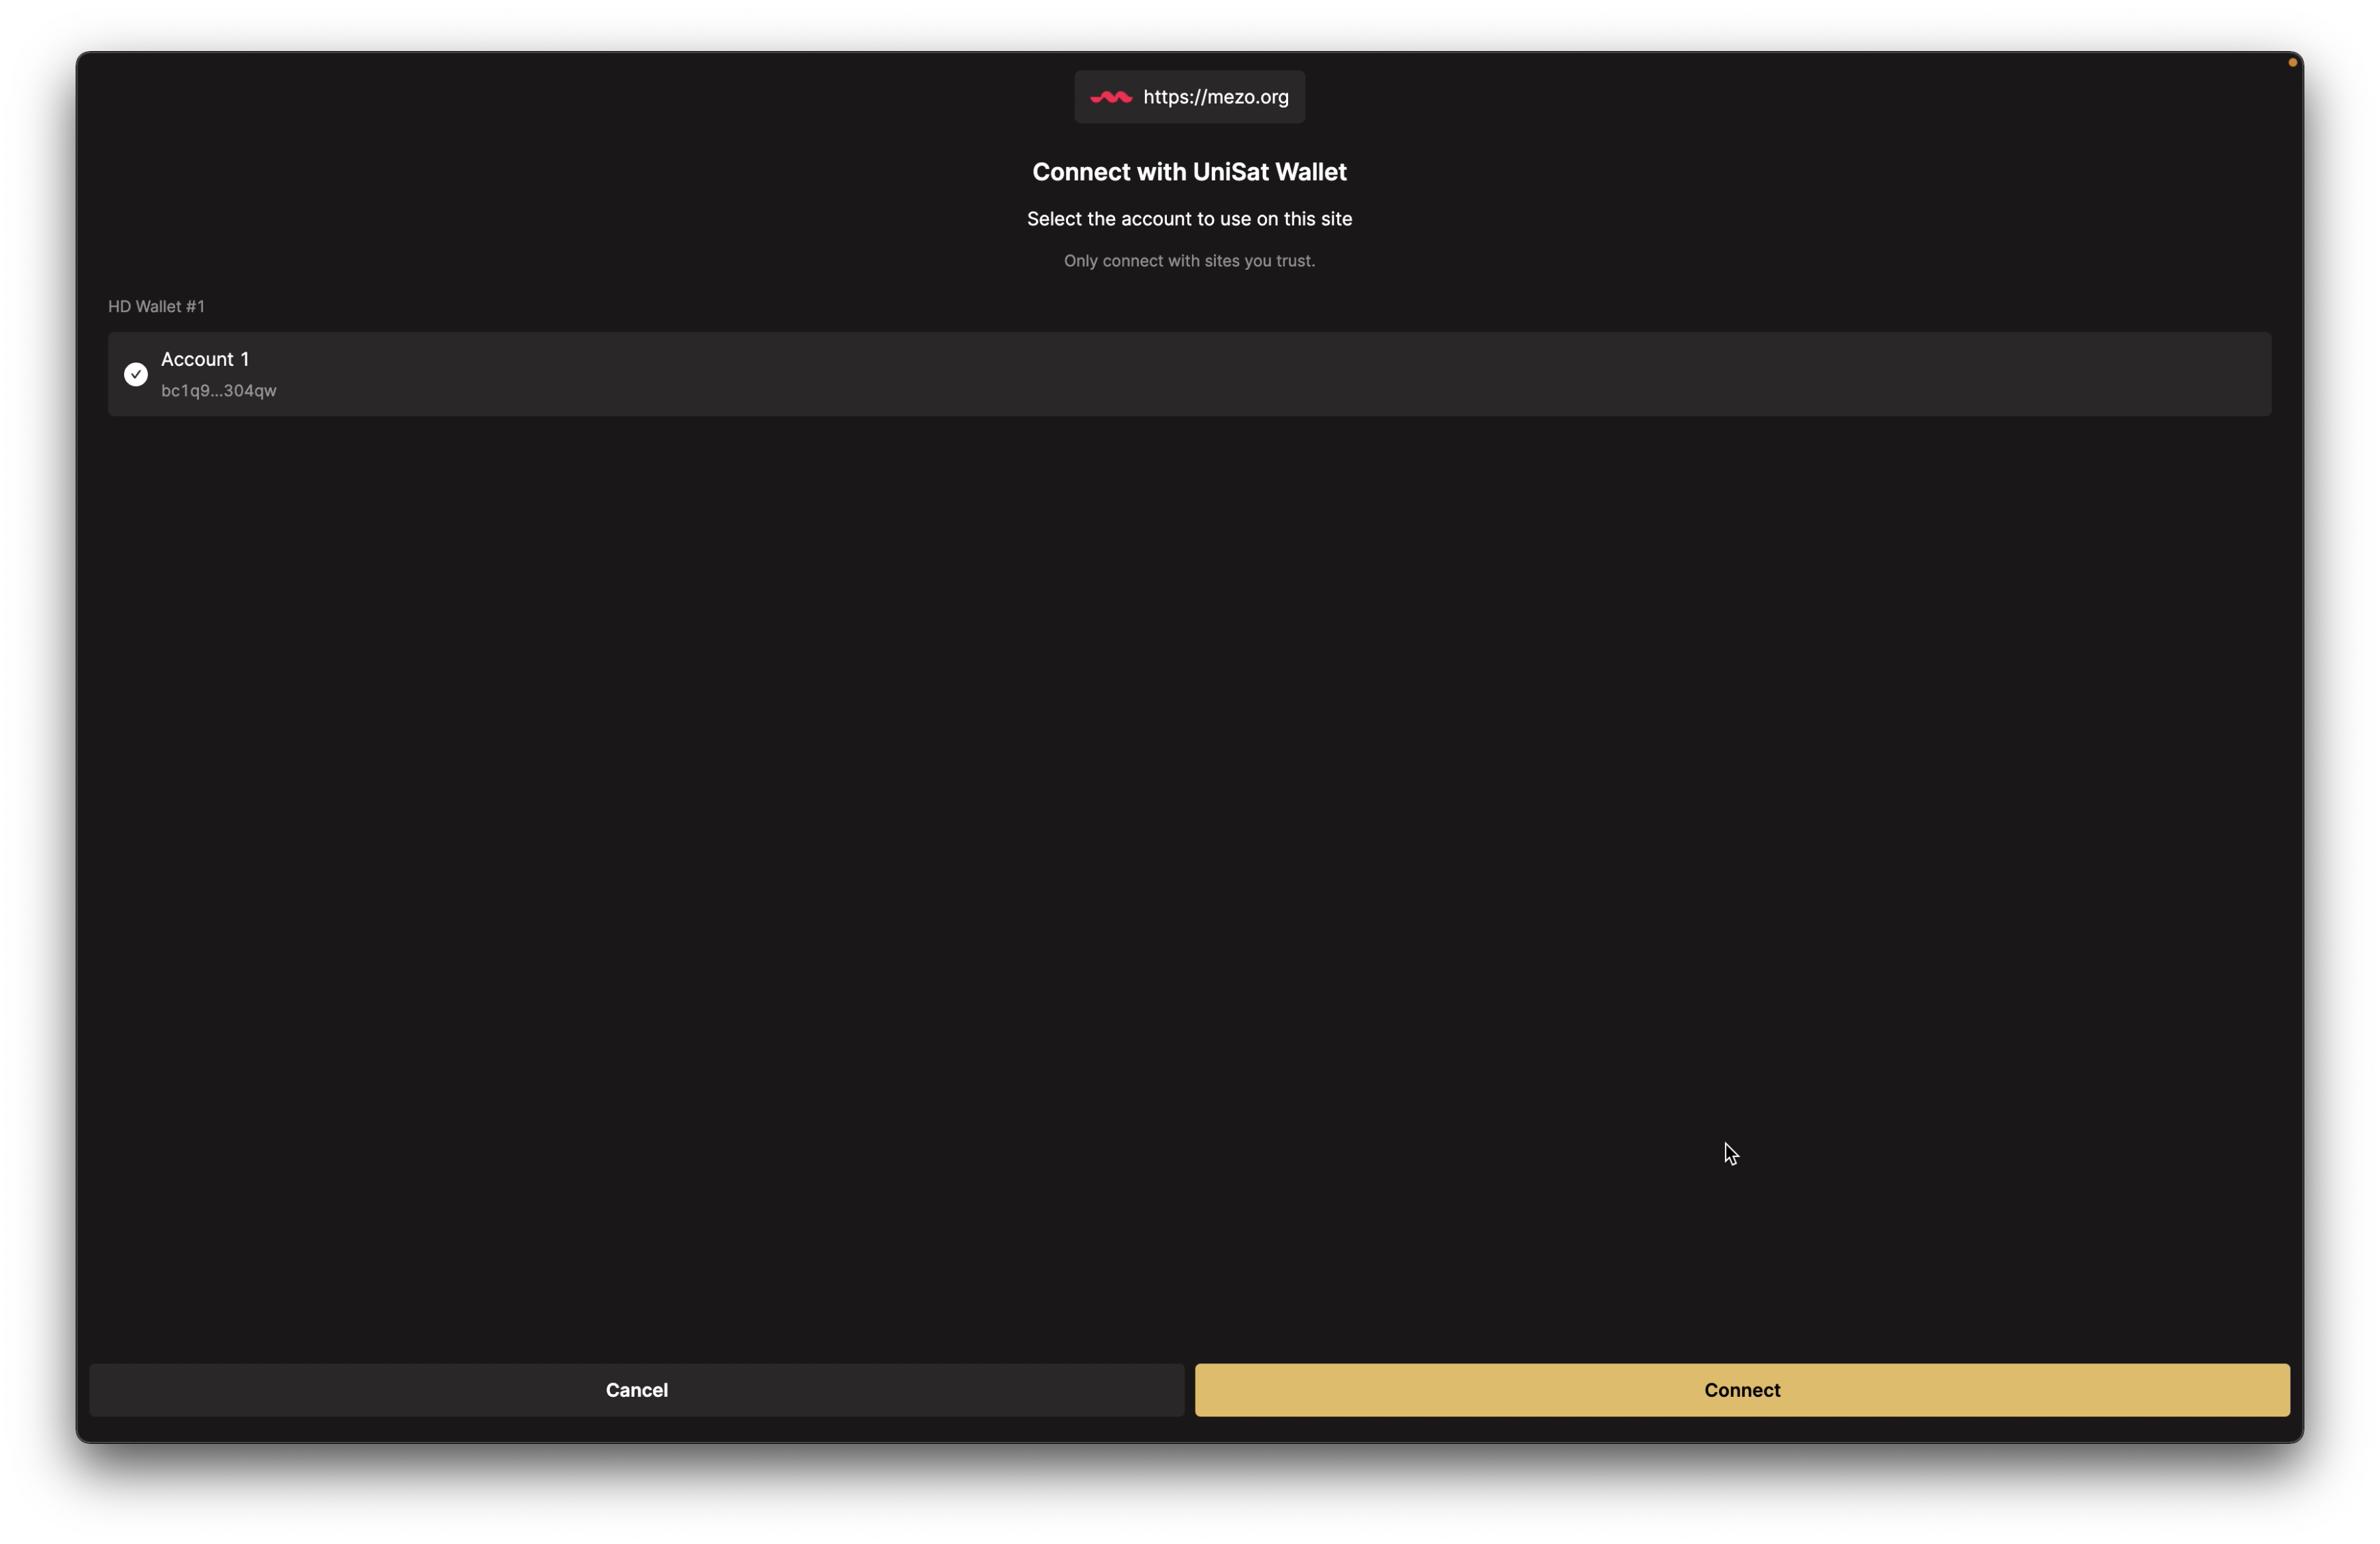 https://mezo.org
Connect with UniSat Wallet
Select the account to use on this site
Only connect with sites you trust.
HD Wallet #1
Account 1
bc1q9...304qw
Cancel
Connect